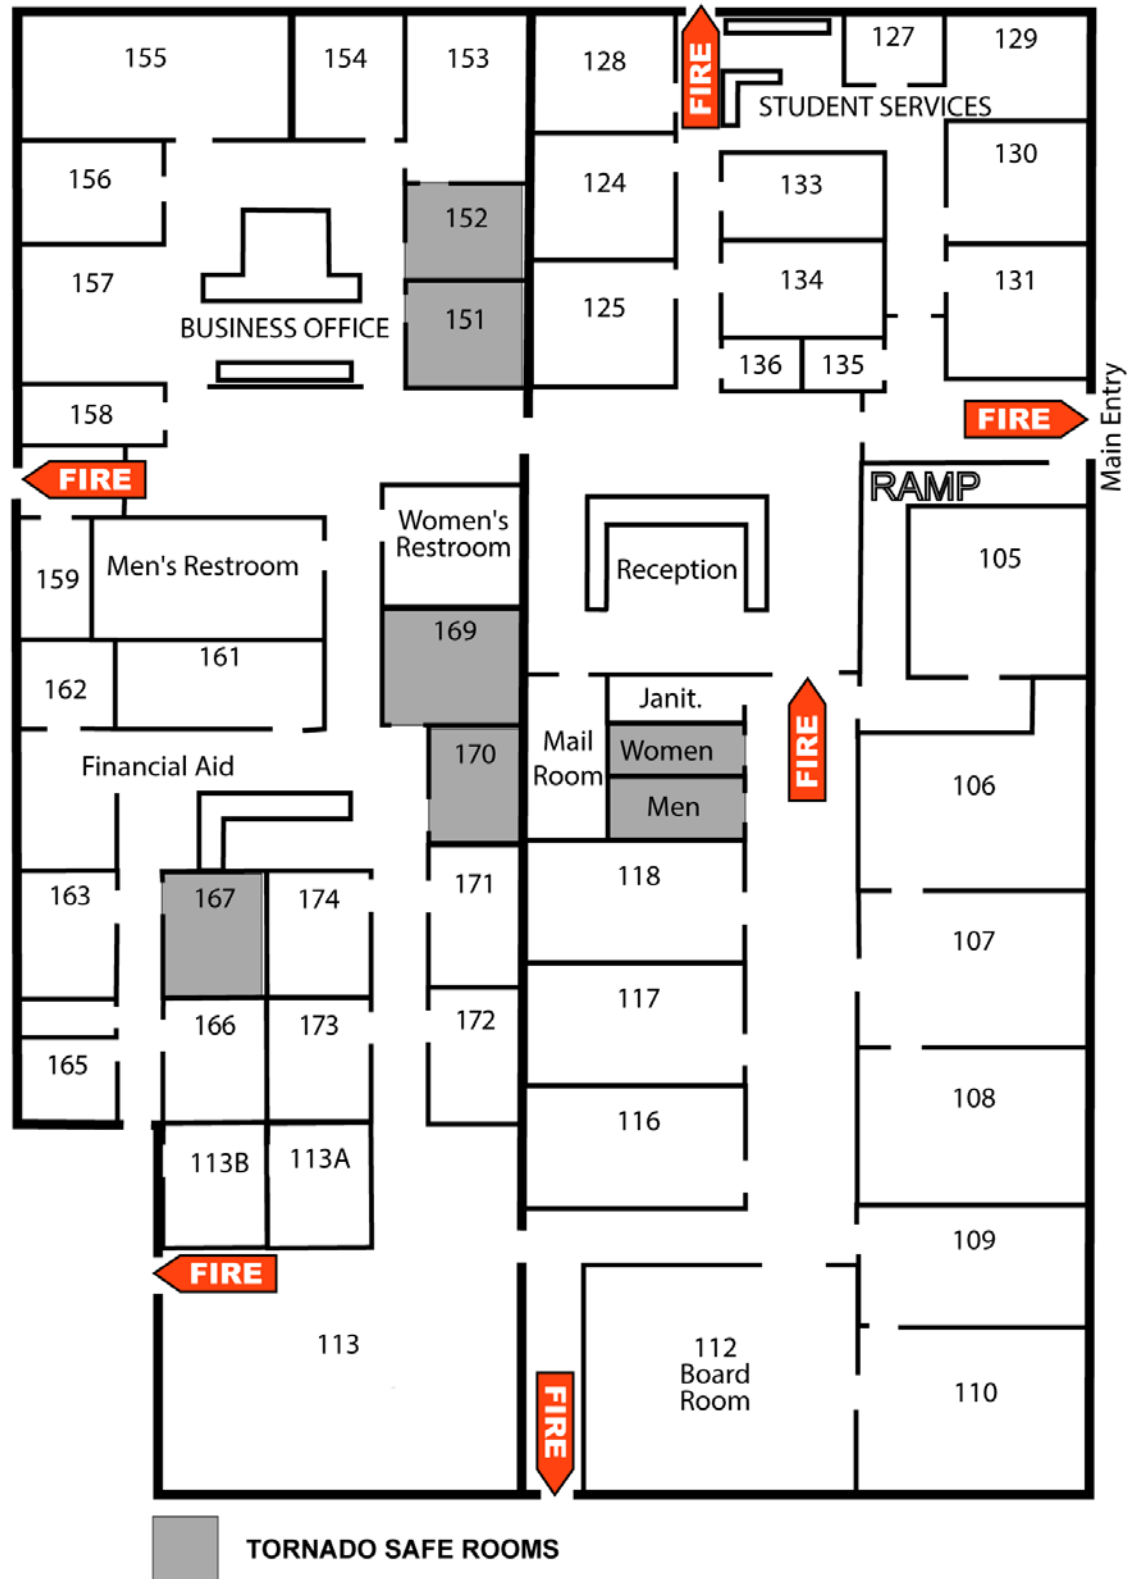 155
154
153
128
FIRE
127
129
STUDENT SERVICES
156
152
124
133
130
157
151
125
134
131
BUSINESS OFFICE
136
135
158
FIRE
Main Entry
FIRE
RAMP
Women's
Restroom
159
Men's Restroom
Reception
105
169
161
162
Janit.
Financial Aid
170
Mail
Room
Women
Men
FIRE
106
163
167
174
171
118
107
166
173
172
117
165
108
113B
113A
116
FIRE
109
113
FIRE
112
Board
Room
110
TORNADO SAFE ROOMS